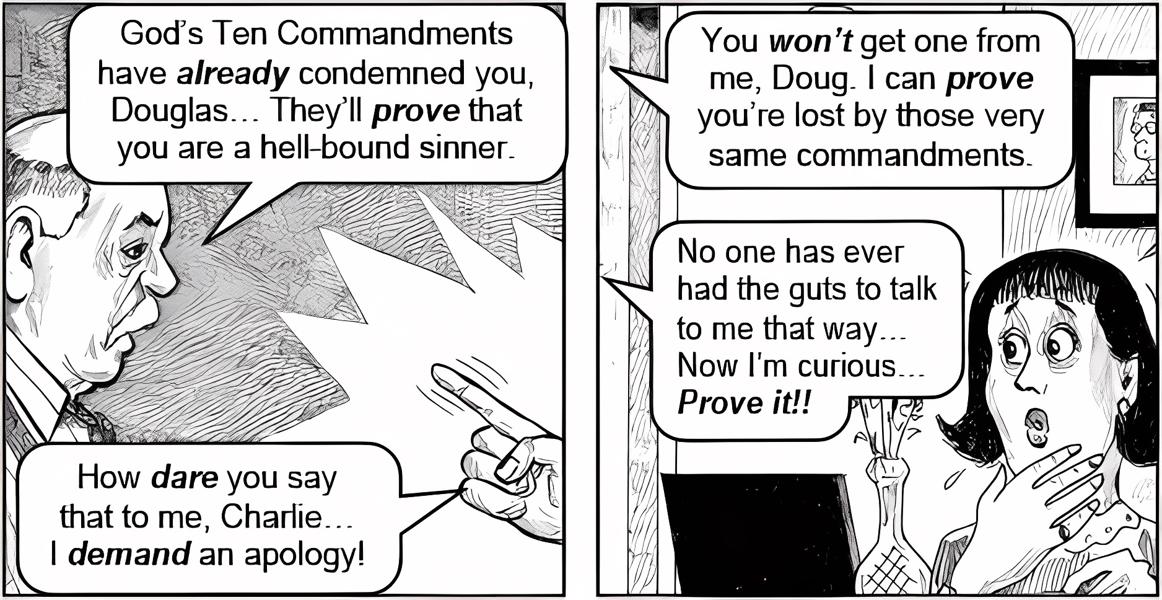 God's Ten Commandments
have already condemned you,
Douglas... They'll prove that
you are a hell-bound sinner.
How dare you say
that to me, Charlie...
I demand an apology!
You won't get one from
me, Doug. I can prove
you're lost by those very
same commandments.
No one has ever
had the guts to talk
to me that way...
Now I'm curious...
Prove it!!